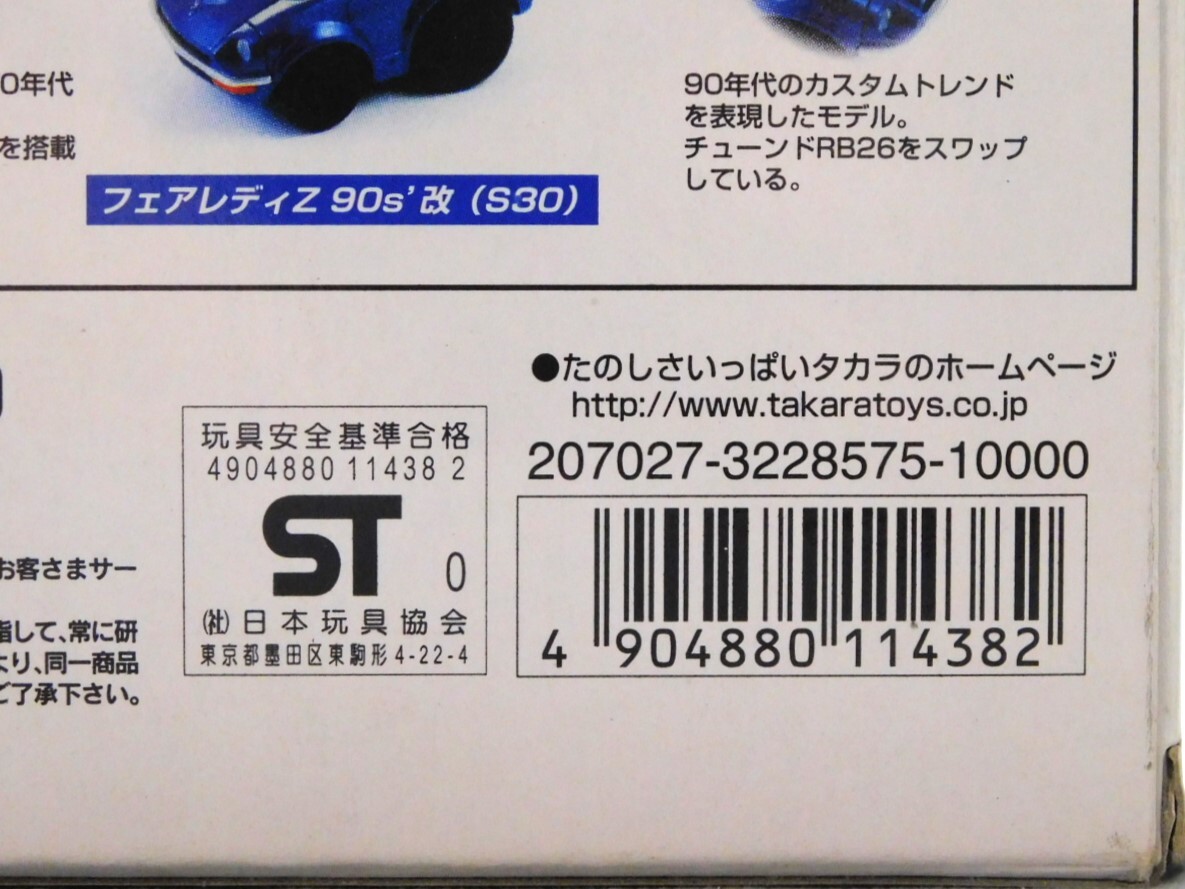 0年代
を搭載
90年代のカスタムトレンド
を表現したモデル。
チューンドRB26をスワップ
している。
フェアレディZ 90s'改（S30）
●たのしさいっぱいタカラのホームページ
http://www.takaratoys.co.jp
207027-3228575-10000
玩具安全基準合格
4904880 11438 2
ST 0
㈳日本玩具協会
東京都墨田区東駒形4-22-4
4 904880 114382
お客さまサー
指して、常に研
より、同一商品
ご了承下さい。